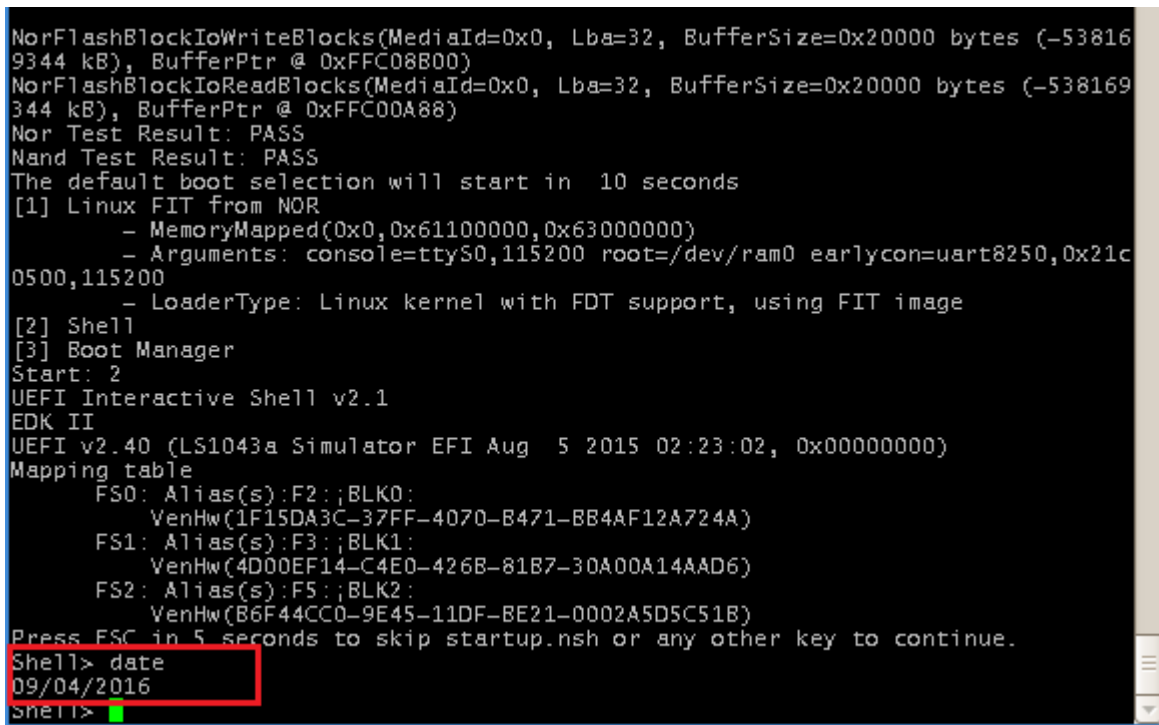 NorFlashBlockIoWriteBlocks(MediaId=0x0, Lba=32, BufferSize=0x20000 bytes (-53816
9344 kB), BufferPtr @ 0xFFC08B00)
NorFlashBlockIoReadBlocks(MediaId=0x0, Lba=32, BufferSize=0x20000 bytes (-538169
344 kB), BufferPtr @ 0xFFC00A88)
Nor Test Result: PASS
Nand Test Result: PASS
The default boot selection will start in  10 seconds
[1] Linux FIT from NOR
- MemoryMapped(0x0,0x61100000,0x63000000)
- Arguments: console=ttyS0,115200 root=/dev/ram0 earlycon=uart8250,0x21c
0500,115200
- LoaderType: Linux kernel with FDT support, using FIT image
[2] Shell
[3] Boot Manager
Start: 2
UEFI Interactive Shell v2.1
EDK II
UEFI v2.40 (LS1043a Simulator EFI Aug  5 2015 02:23:02, 0x00000000)
Mapping table
FS0: Alias(s):F2:;BLK0:
VenHw(1F15DA3C-37FF-4070-B471-BB4AF12A724A)
FS1: Alias(s):F3:;BLK1:
VenHw(4D00EF14-C4E0-426B-81B7-30A00A14AAD6)
FS2: Alias(s):F5:;BLK2:
VenHw(B6F44CC0-9E45-11DF-BE21-0002A5D5C51B)
Press ESC in 5 seconds to skip startup.nsh or any other key to continue.
Shell> date
09/04/2016
Shell>